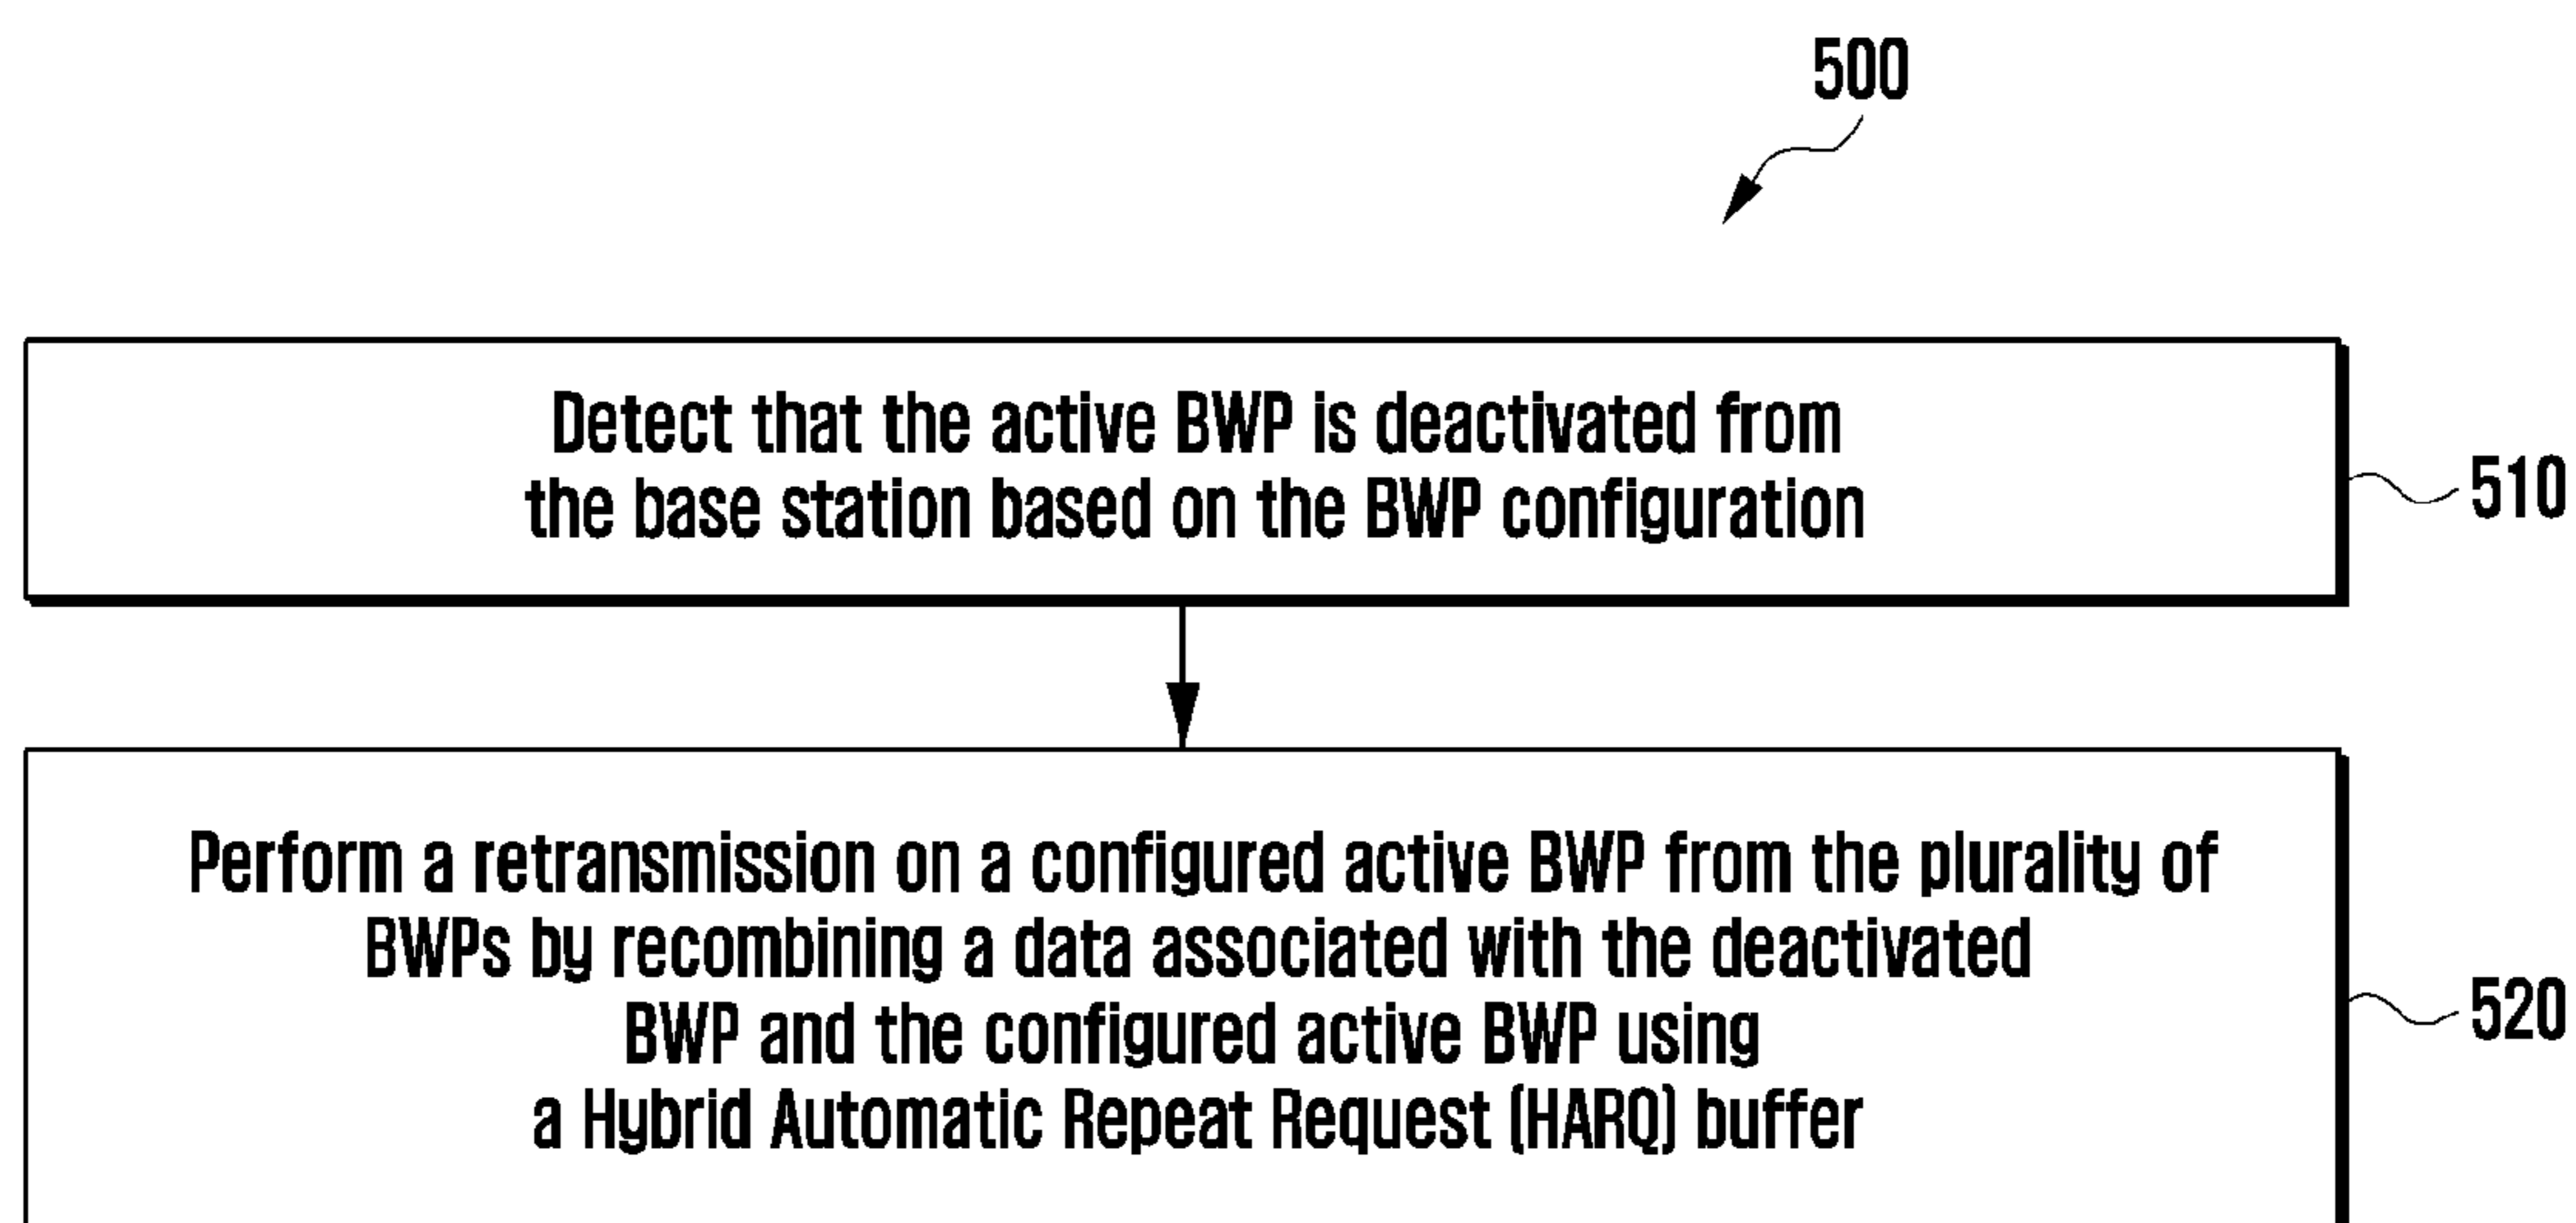 500
Detect that the active BWP is deactivated from
the base station based on the BWP configuration
510
Perform a retransmission on a configured active BWP from the plurality of
BWPs by recombining a data associated with the deactivated
BWP and the configured active BWP using
a Hybrid Automatic Repeat Request (HARQ) buffer
520